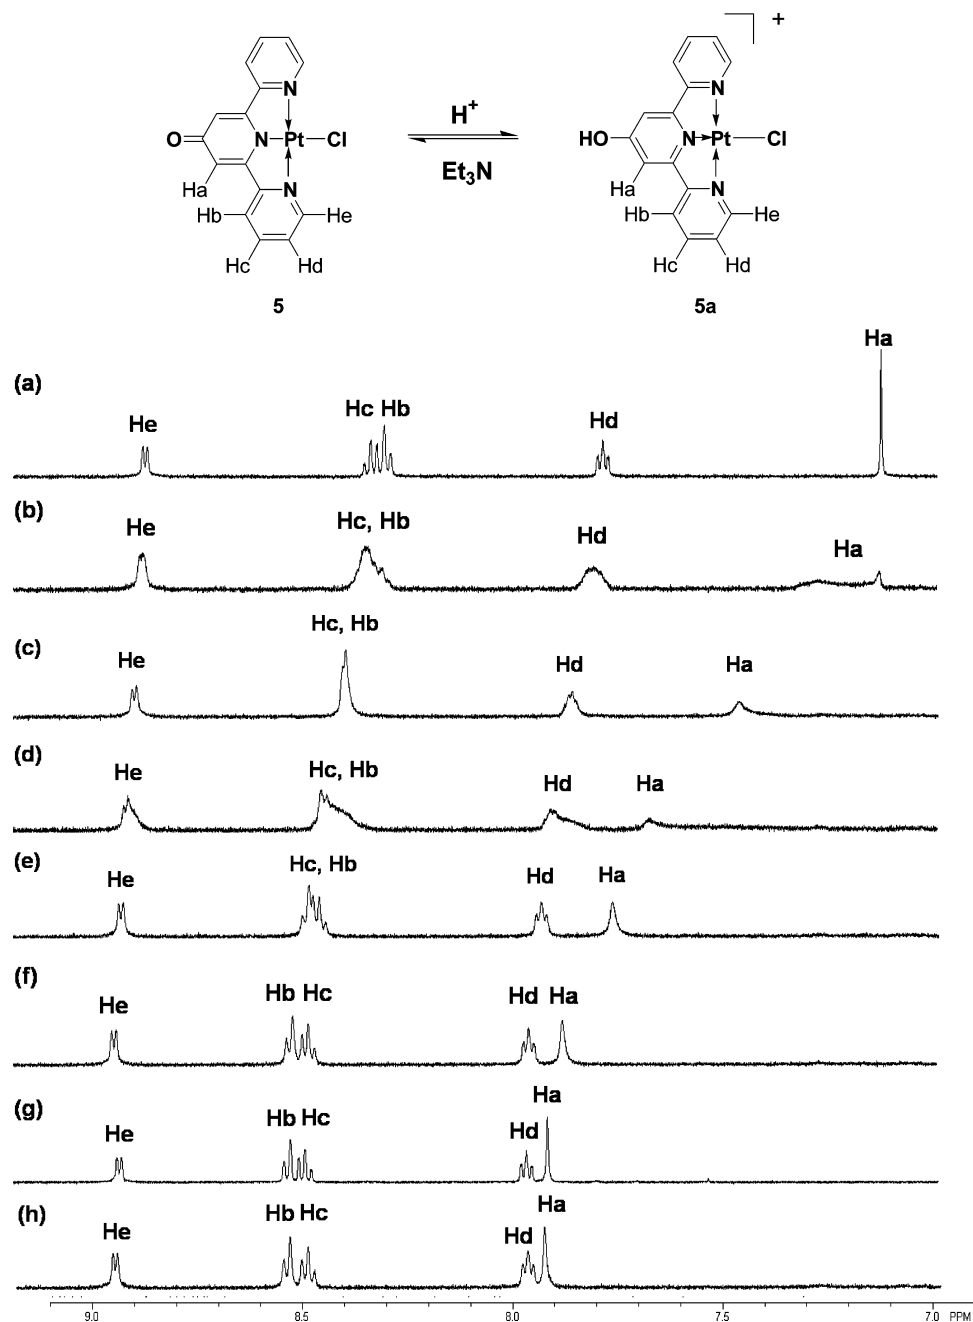 +
N
N
O N Pt Cl
H+
Et3N
HO N Pt Cl
Ha
N
Ha
N
Hb He
Hb He
Hc Hd
Hc Hd
5
5a
Ha
(a)
He
Hc Hb
Hd
(b)
He
Hc, Hb
Hd
Ha
(c)
He
Hc, Hb
Hd
Ha
(d)
He
Hc, Hb
Hd
Ha
(e)
He
Hc, Hb
Hd
Ha
(f)
He
Hb Hc
Hd Ha
(g)
He
Hb Hc
Hd
Ha
(h)
He
Hb Hc
Hd
Ha
9.0 8.5 8.0 7.5 7.0 PPM